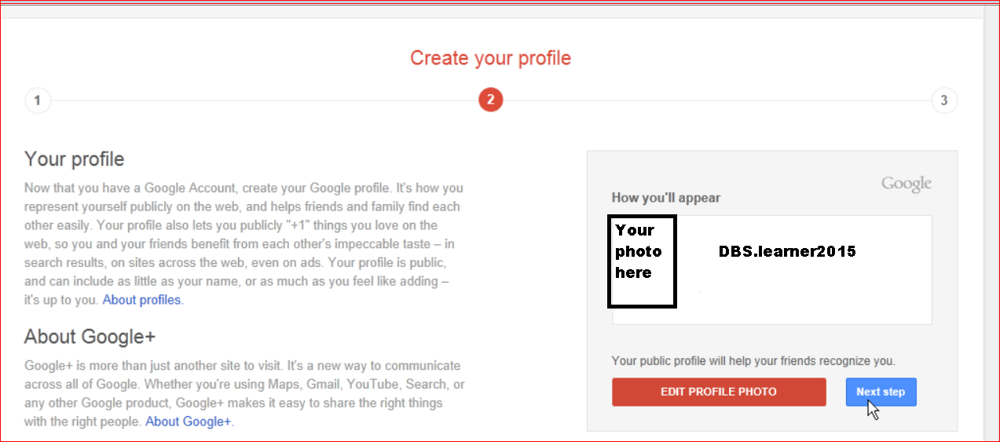 Create your profile
1
2
3
Your profile
Now that you have a Google Account, create your Google profile. It's how you
represent yourself publicly on the web, and helps friends and family find each
other easily. Your profile also lets you publicly "+1" things you love on the
web, so you and your friends benefit from each other's impeccable taste – in
search results, on sites across the web, even on ads. Your profile is public,
and can include as little as your name, or as much as you feel like adding –
it's up to you. About profiles.
About Google+
Google+ is more than just another site to visit. It's a new way to communicate
across all of Google. Whether you're using Maps, Gmail, YouTube, Search, or
any other Google product, Google+ makes it easy to share the right things
with the right people. About Google+.
Google
How you'll appear
Your
photo
here
DBS.learner2015
Your public profile will help your friends recognize you.
EDIT PROFILE PHOTO
Next step